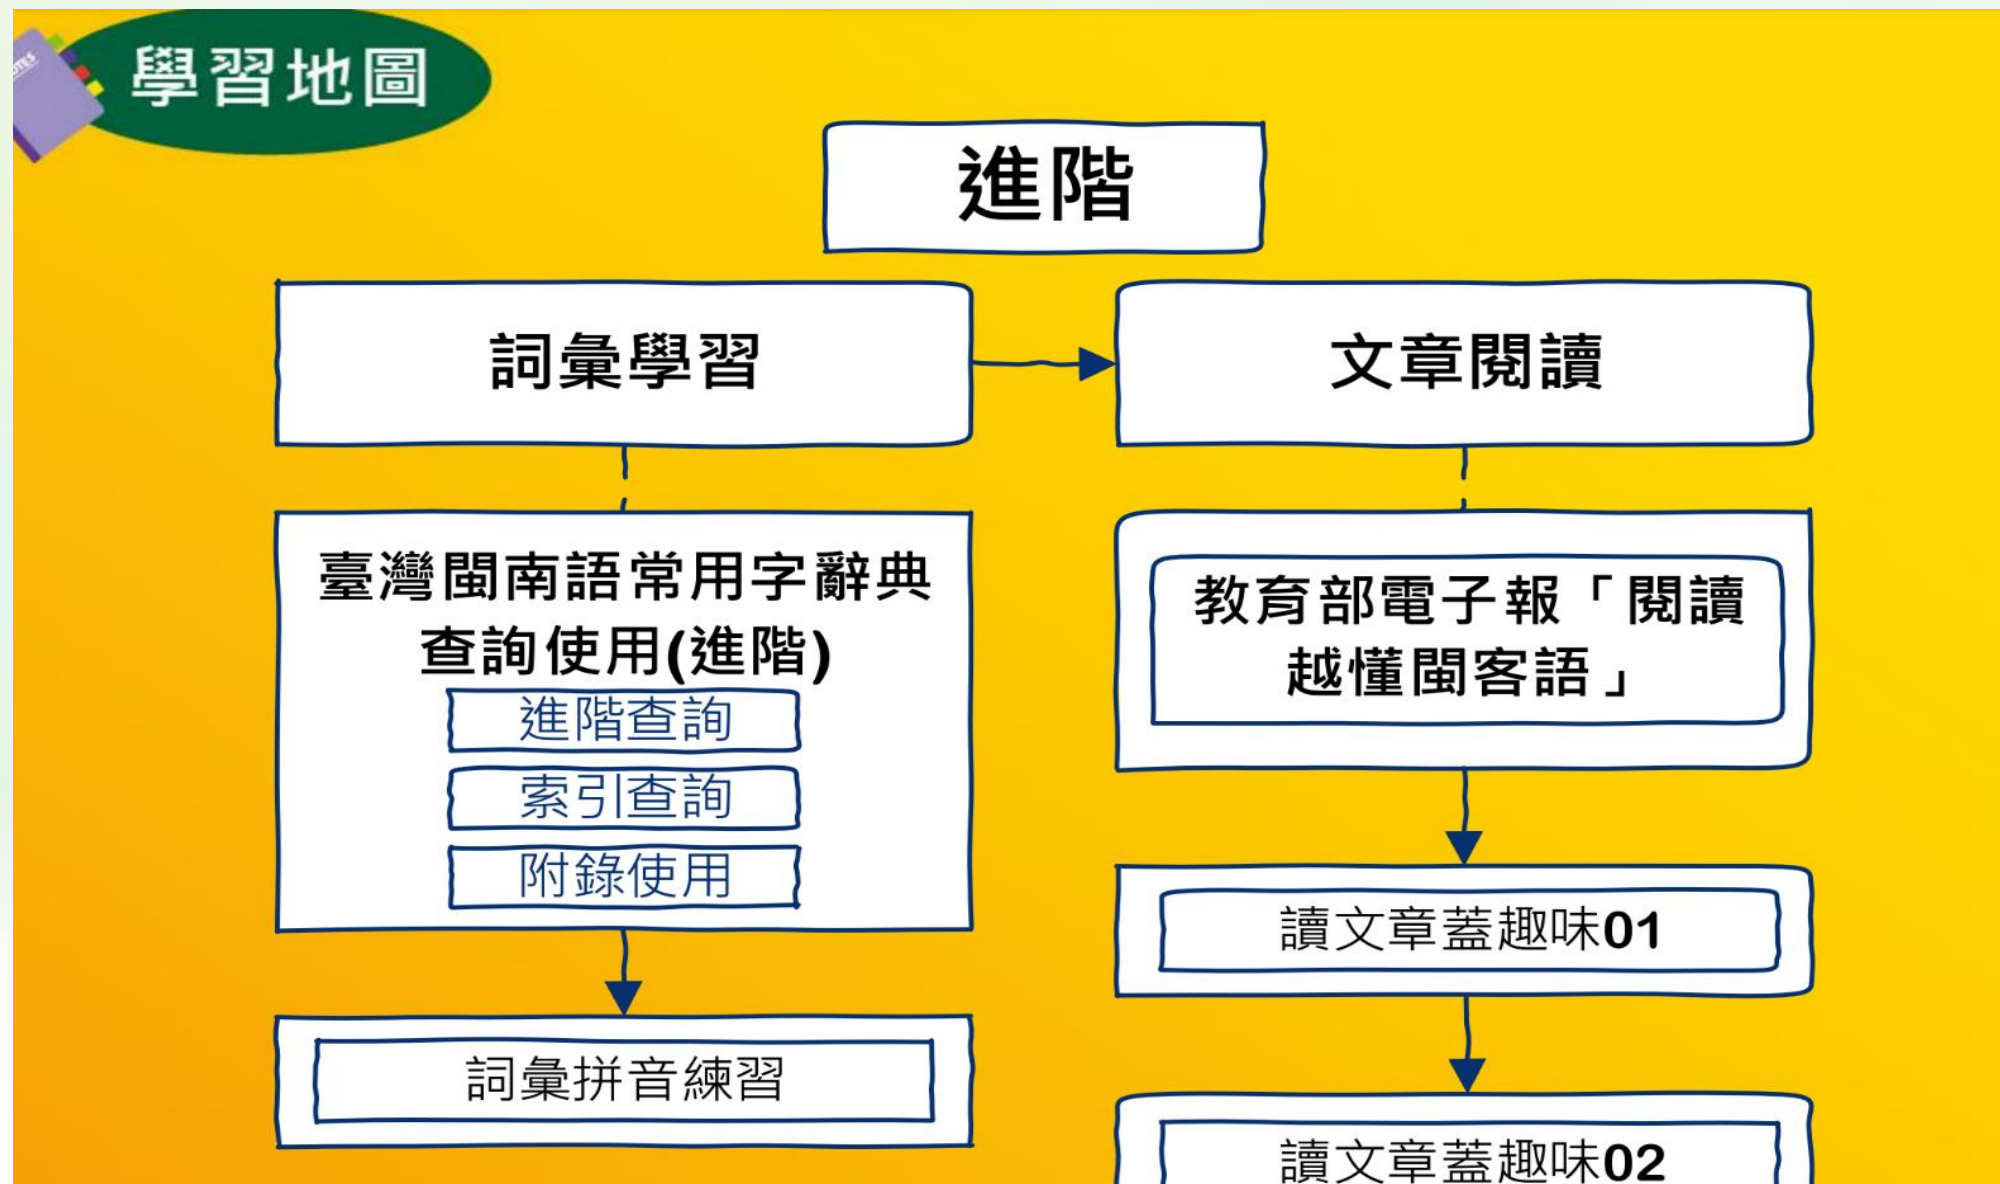 學習地圖
進階
詞彙學習
文章閱讀
臺灣閩南語常用字辭典
查詢使用(進階)
進階查詢
索引查詢
附錄使用
詞彙拼音練習
教育部電子報「閱讀
越懂閩客語」
讀文章蓋趣味01
讀文章蓋趣味02